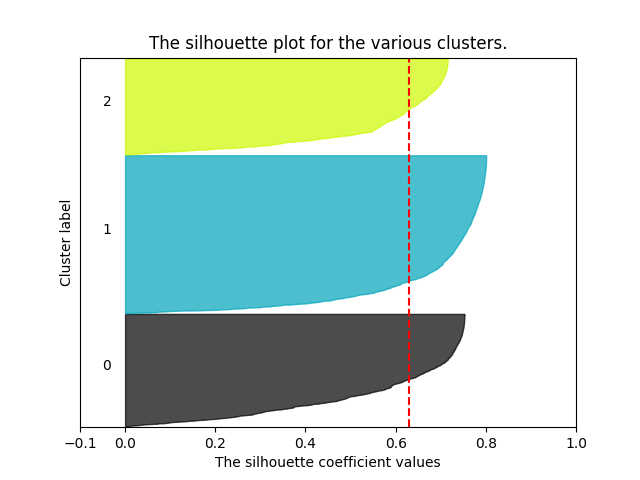 The silhouette plot for the various clusters.
2
1
0
Cluster label
−0.1 0.0 0.2 0.4 0.6 0.8 1.0
The silhouette coefficient values